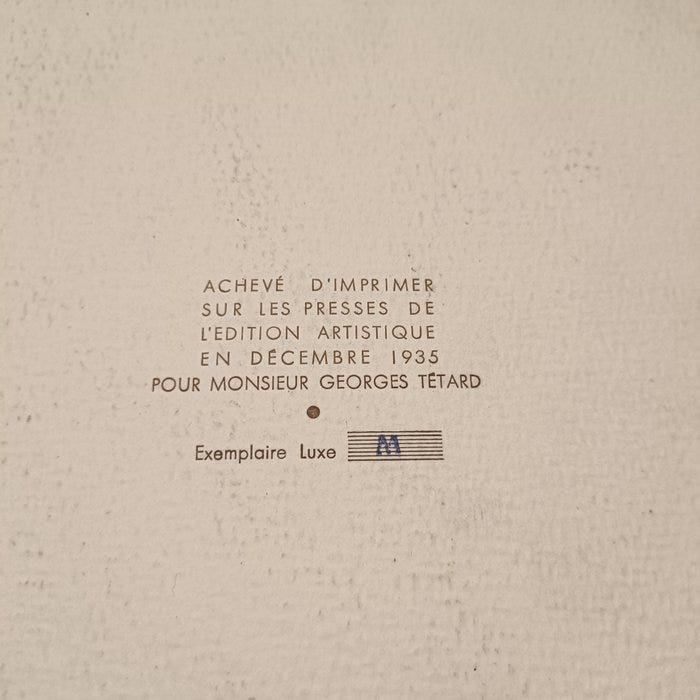 ACHEVÉ D'IMPRIMER
SUR LES PRESSES DE
L'EDITION ARTISTIQUE
EN DÉCEMBRE 1935
POUR MONSIEUR GEORGES TÉTARD
Exemplaire Luxe